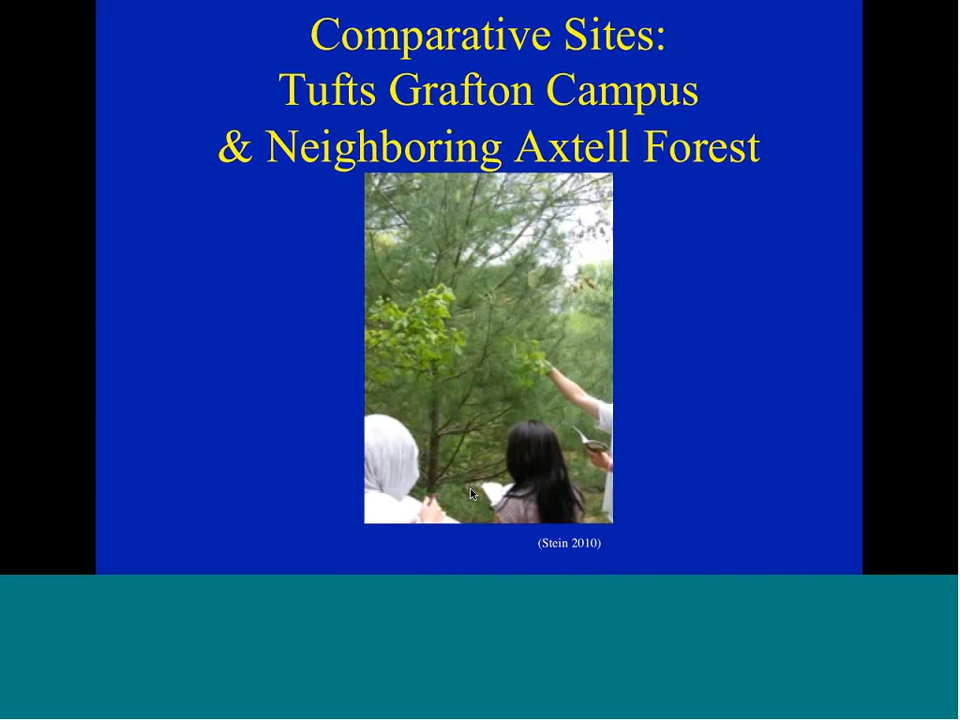 Comparative Sites:
Tufts Grafton Campus
& Neighboring Axtell Forest
(Stein 2010)